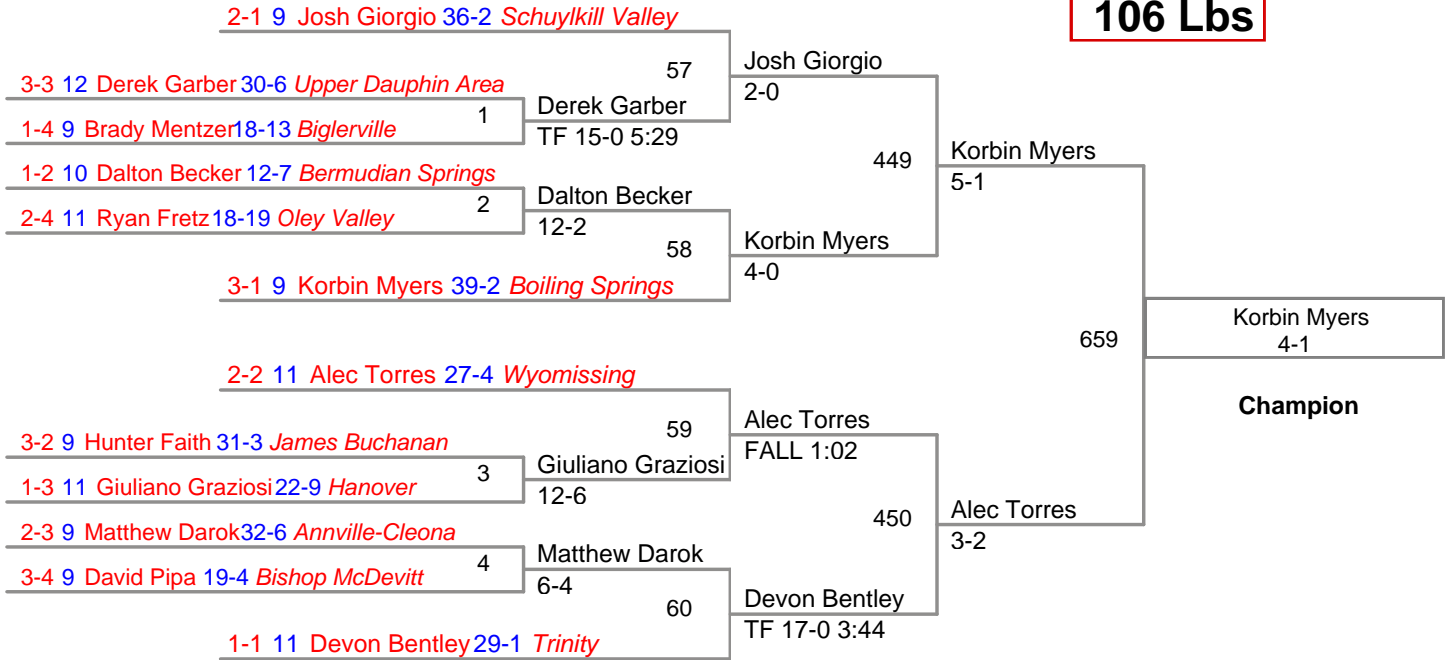 106 Lbs
2-1 9 Josh Giorgio 36-2 Schuylkill Valley
57
Josh Giorgio
2-0
3-3 12 Derek Garber 30-6 Upper Dauphin Area
1
Derek Garber
TF 15-0 5:29
1-4 9 Brady Mentzer 18-13 Biglerville
449
Korbin Myers
5-1
1-2 10 Dalton Becker 12-7 Bermudian Springs
2
Dalton Becker
12-2
2-4 11 Ryan Fretz 18-19 Oley Valley
58
Korbin Myers
4-0
3-1 9 Korbin Myers 39-2 Boiling Springs
659
Korbin Myers
4-1
Champion
2-2 11 Alec Torres 27-4 Wyomissing
59
Alec Torres
FALL 1:02
3-2 9 Hunter Faith 31-3 James Buchanan
3
Giuliano Graziosi
12-6
1-3 11 Giuliano Graziosi 22-9 Hanover
450
Alec Torres
3-2
2-3 9 Matthew Darok 32-6 Annville-Cleona
4
Matthew Darok
6-4
3-4 9 David Pipa 19-4 Bishop McDevitt
60
Devon Bentley
TF 17-0 3:44
1-1 11 Devon Bentley 29-1 Trinity